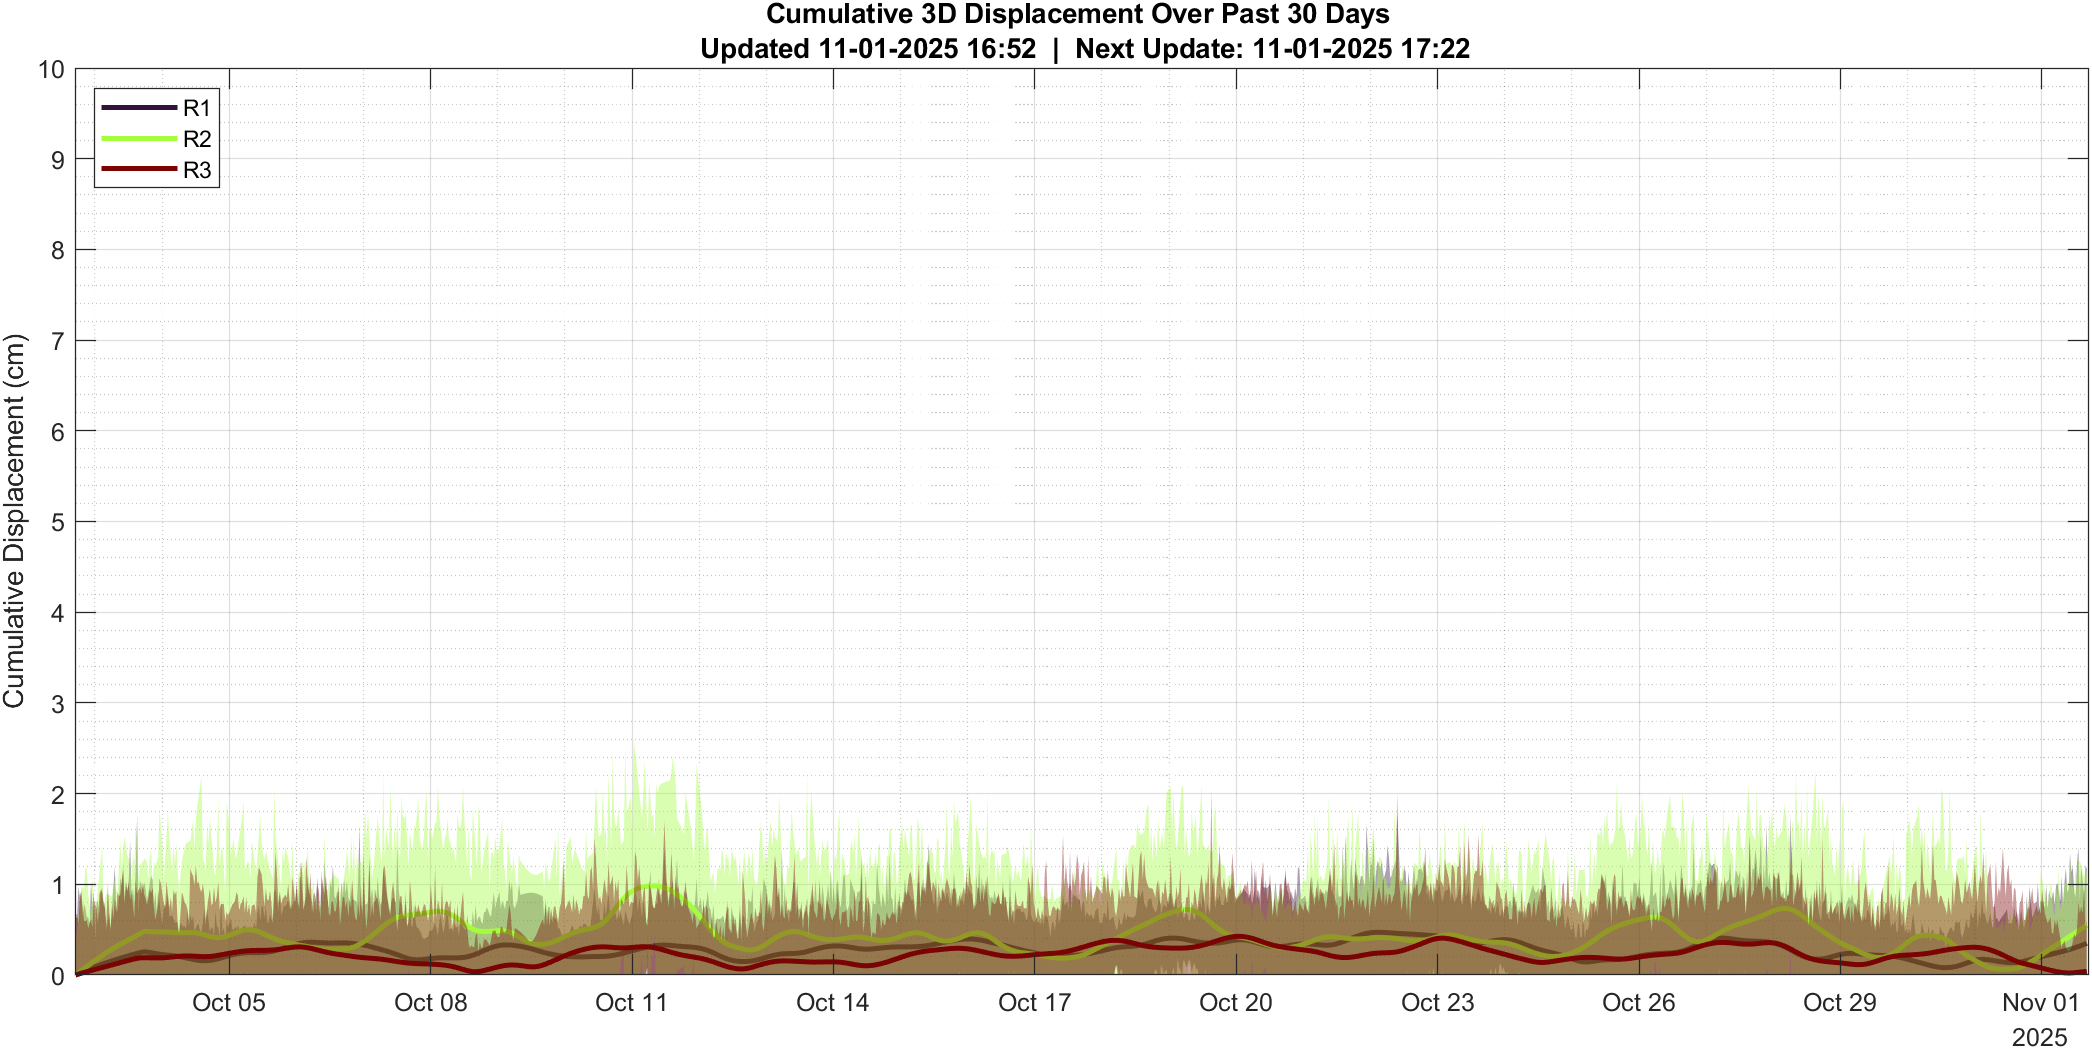 Cumulative 3D Displacement Over Past 30 Days
Updated 11-01-2025 16:52 | Next Update: 11-01-2025 17:22
R1
R2
R3
Cumulative Displacement (cm)
10
9
8
7
6
5
4
3
2
1
0
Oct 05 Oct 08 Oct 11 Oct 14 Oct 17 Oct 20 Oct 23 Oct 26 Oct 29 Nov 01
2025